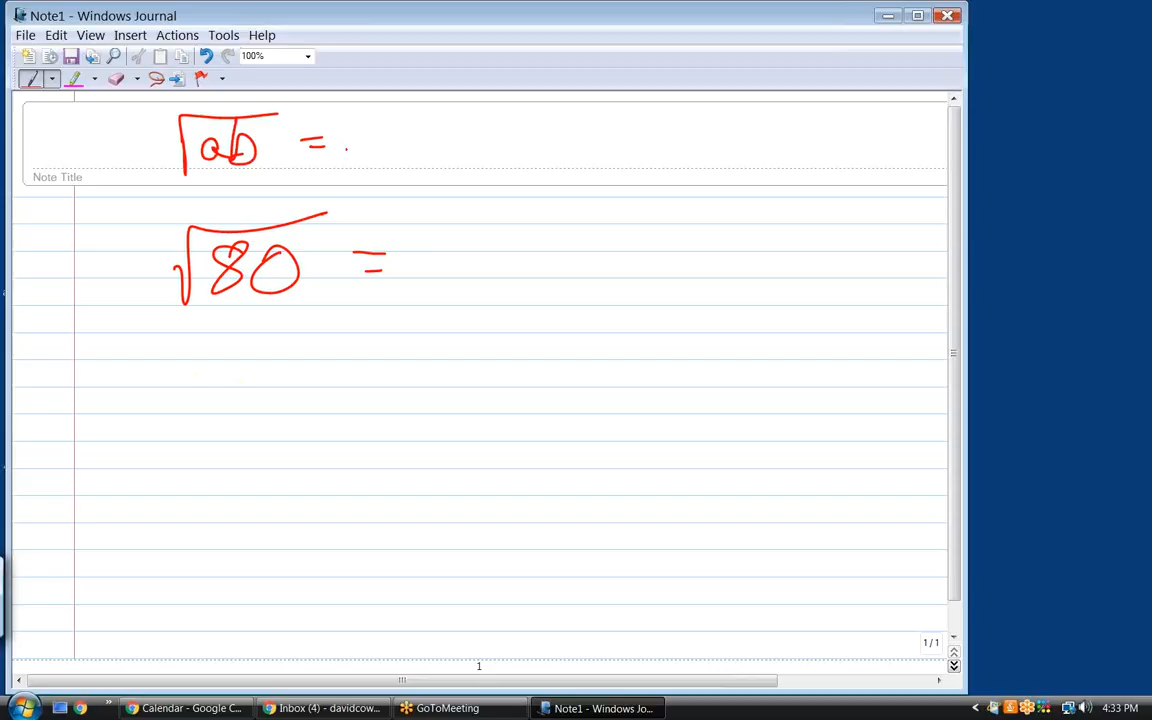 Note1 - Windows Journal
File Edit View Insert Actions Tools Help
100%
√ab = .
Note Title
√80 =
1/1
1
Calendar - Google C... Inbox (4) - davidcow... GoToMeeting Windows Jo... 4:33 PM